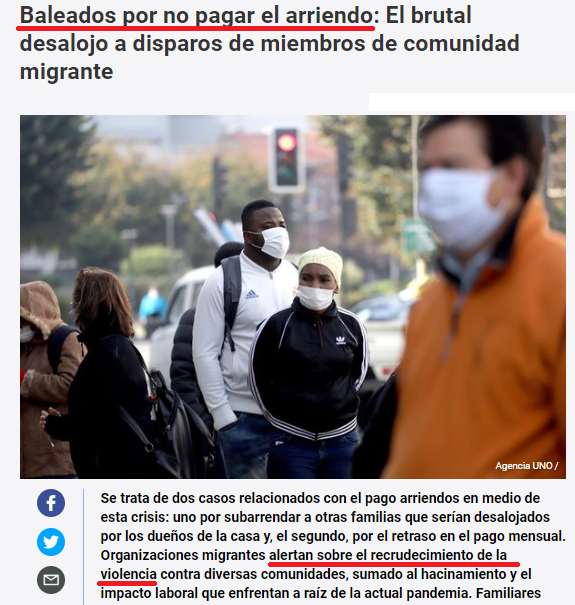 Baleados por no pagar el arriendo: El brutal
desalojo a disparos de miembros de comunidad
migrante
Agencia UNO /
Se trata de dos casos relacionados con el pago arriendos en medio de
esta crisis: uno por subarrendar a otras familias que serían desalojados
por los dueños de la casa y, el segundo, por el retraso en el pago mensual.
Organizaciones migrantes alertan sobre el recrudecimiento de la
violencia contra diversas comunidades, sumado al hacinamiento y el
impacto laboral que enfrentan a raíz de la actual pandemia. Familiares